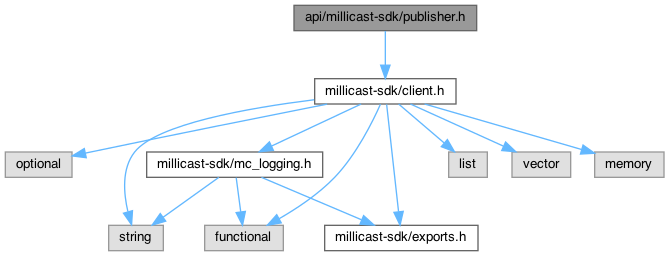 api/millicast-sdk/publisher.h
millicast-sdk/client.h
optional
millicast-sdk/mc_logging.h
list
vector
memory
string
functional
millicast-sdk/exports.h